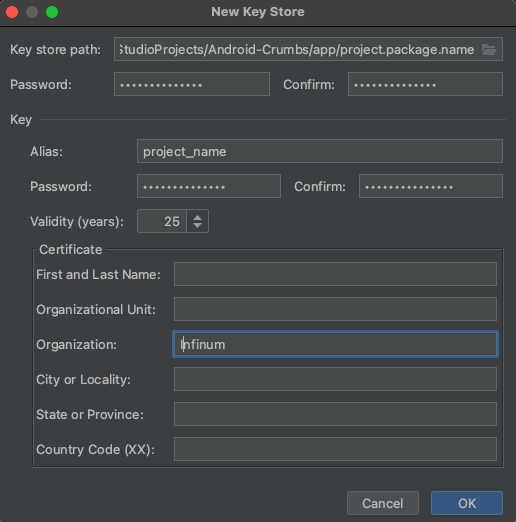 New Key Store
Key store path: StudioProjects/Android-Crumbs/app/project.package.name
Password: •••••••••••••• Confirm: ••••••••••••••
Key
Alias: project_name
Password: •••••••••••••• Confirm: •••••••••••••••
Validity (years): 25
Certificate
First and Last Name:
Organizational Unit:
Organization: Infinum
City or Locality:
State or Province:
Country Code (XX):
Cancel OK